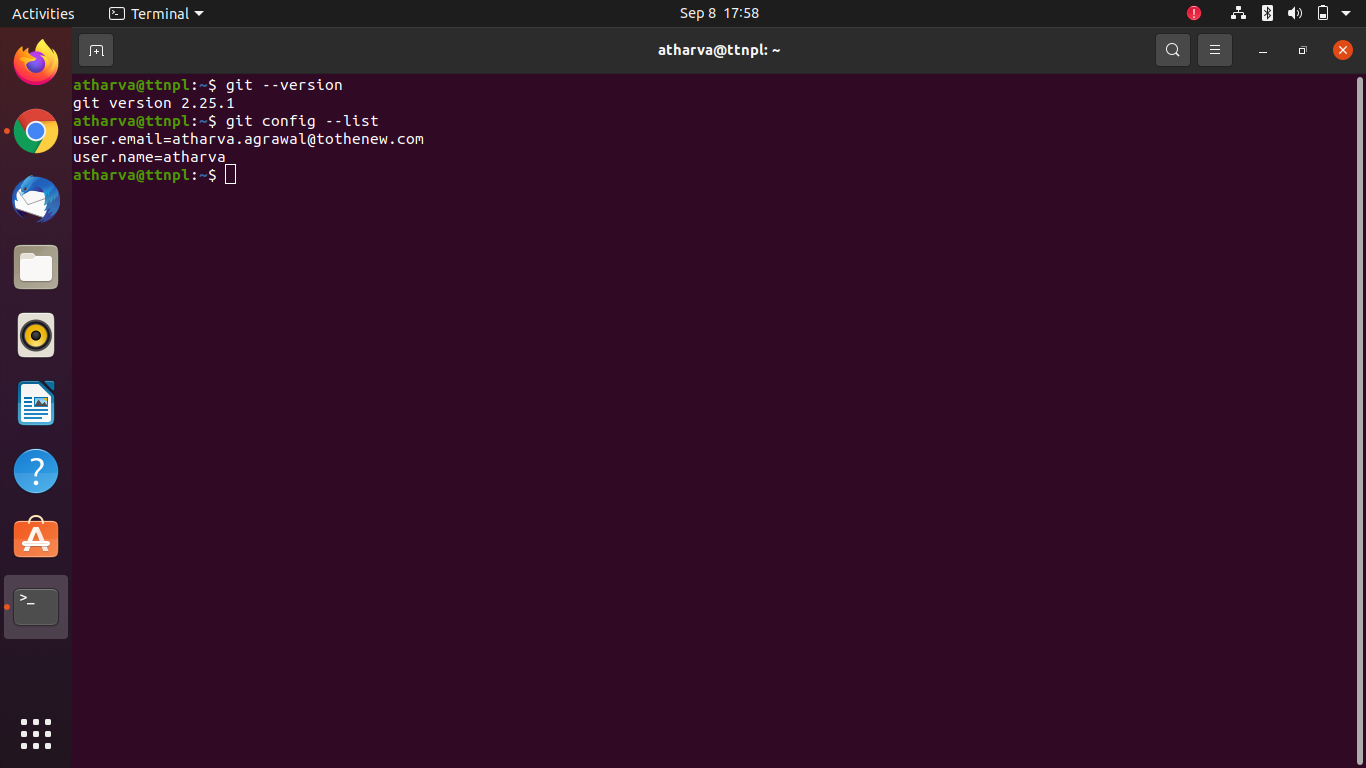 Activities
Terminal
Sep 8 17:58
atharva@ttnpl: ~
atharva@ttnpl:~$ git --version
git version 2.25.1
atharva@ttnpl:~$ git config --list
user.email=atharva.agrawal@tothenew.com
user.name=atharva
atharva@ttnpl:~$